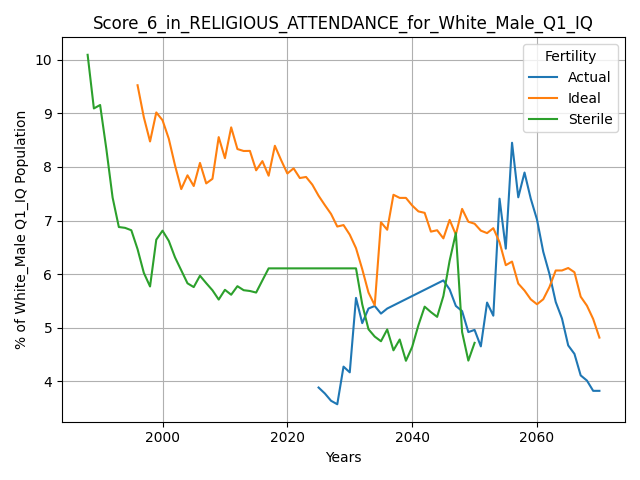 Score_6_in_RELIGIOUS_ATTENDANCE_for_White_Male_Q1_IQ
Fertility
Actual
Ideal
Sterile
% of White_Male Q1_IQ Population
10
9
8
7
6
5
4
2000
2020
2040
2060
Years